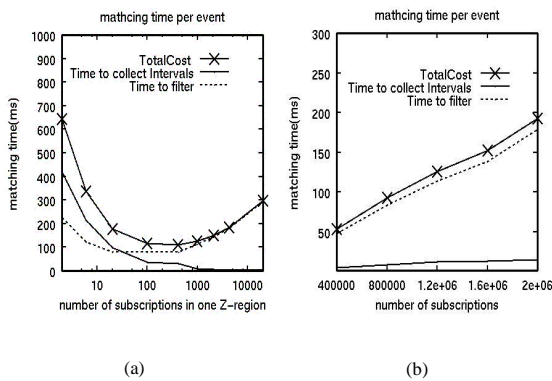 mathcing time per event
1000
900
800
700
600
500
400
300
200
100
0
matching time(ms)
TotalCost
Time to collect Intervals
Time to filter
10 100 1000 10000
number of subscriptions in one Z-region
(a)
mathcing time per event
300
250
200
150
100
50
matching time(ms)
TotalCost
Time to collect Intervals
Time to filter
400000 800000 1.2e+06 1.6e+06 2e+06
number of subscriptions
(b)